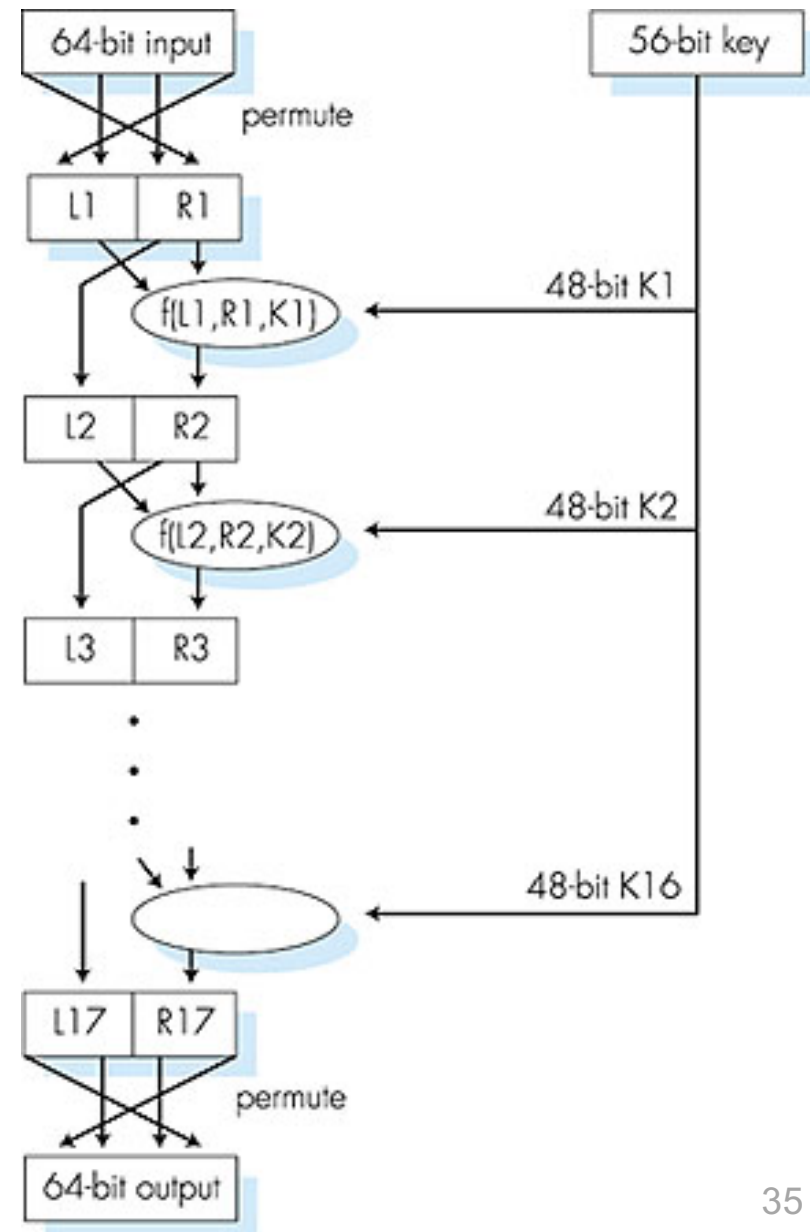 64-bit input
56-bit key
permute
L1 R1
48-bit K1
f(L1,R1,K1)
L2 R2
48-bit K2
f(L2,R2,K2)
L3 R3
48-bit K16
L17 R17
permute
64-bit output
35